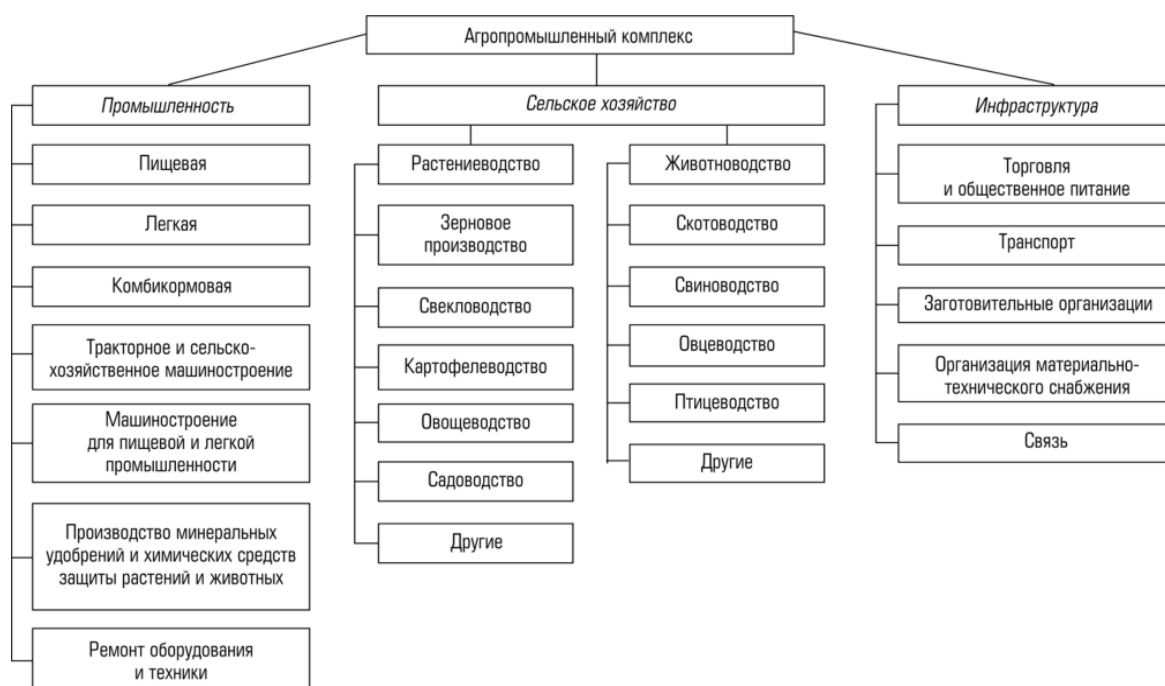 Агропромышленный комплекс
Промышленность
Пищевая
Легкая
Комбикормовая
Тракторное и сельско-
хозяйственное машиностроение
Машиностроение
для пищевой и легкой
промышленности
Производство минеральных
удобрений и химических средств
защиты растений и животных
Ремонт оборудования
и техники
Сельское хозяйство
Растениеводство
Зерновое
производство
Свекловодство
Картофелеводство
Овощеводство
Садоводство
Другие
Животноводство
Скотоводство
Свиноводство
Овцеводство
Птицеводство
Другие
Инфраструктура
Торговля
и общественное питание
Транспорт
Заготовительные организации
Организация материально-
технического снабжения
Связь